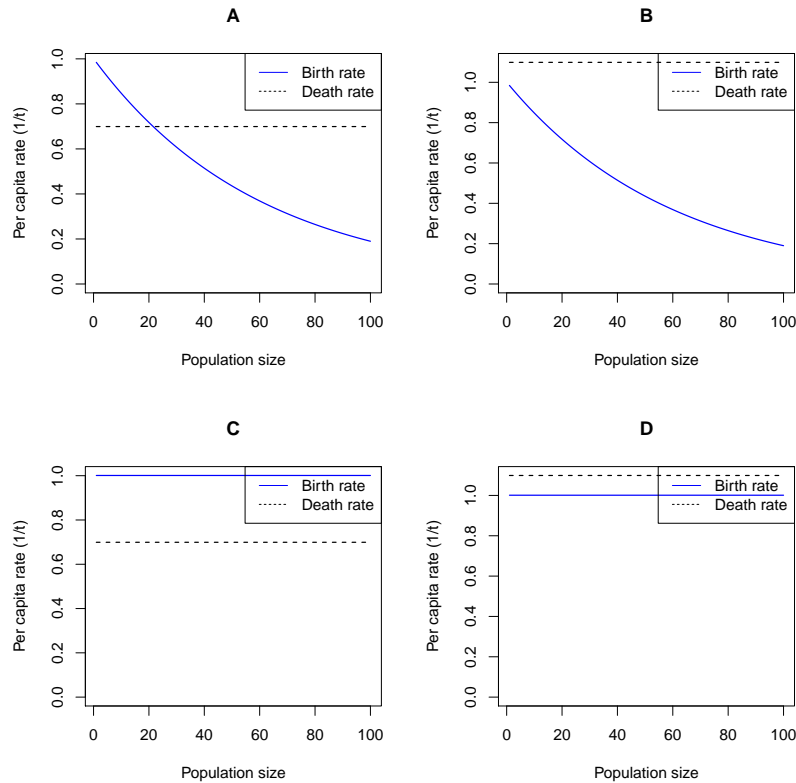 A
Per capita rate (1/t)
0.0 0.2 0.4 0.6 0.8 1.0
Birth rate
Death rate
0 20 40 60 80 100
Population size
B
Per capita rate (1/t)
0.0 0.2 0.4 0.6 0.8 1.0
Birth rate
Death rate
0 20 40 60 80 100
Population size
C
Per capita rate (1/t)
0.0 0.2 0.4 0.6 0.8 1.0
Birth rate
Death rate
0 20 40 60 80 100
Population size
D
Per capita rate (1/t)
0.0 0.2 0.4 0.6 0.8 1.0
Birth rate
Death rate
0 20 40 60 80 100
Population size